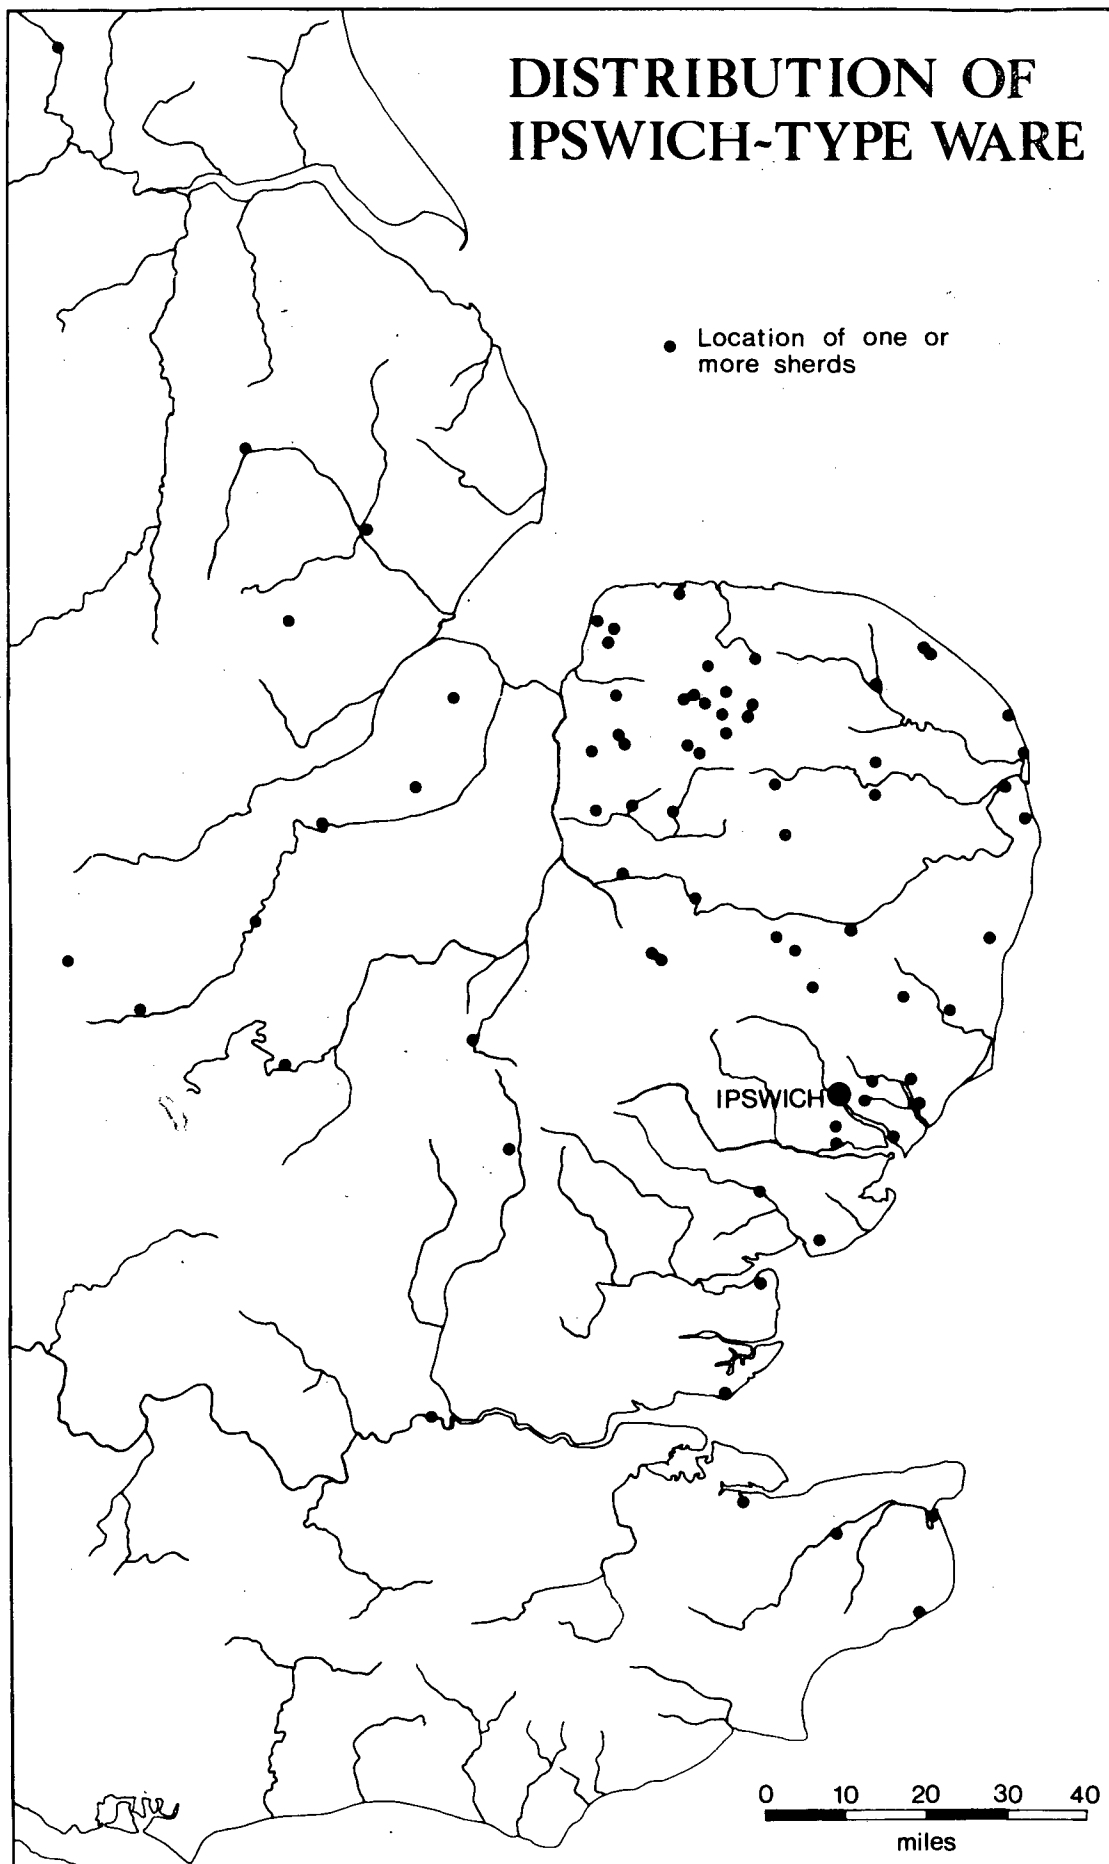 DISTRIBUTION OF
IPSWICH-TYPE WARE
Location of one or
more sherds
IPSWICH
0 10 20 30 40
miles